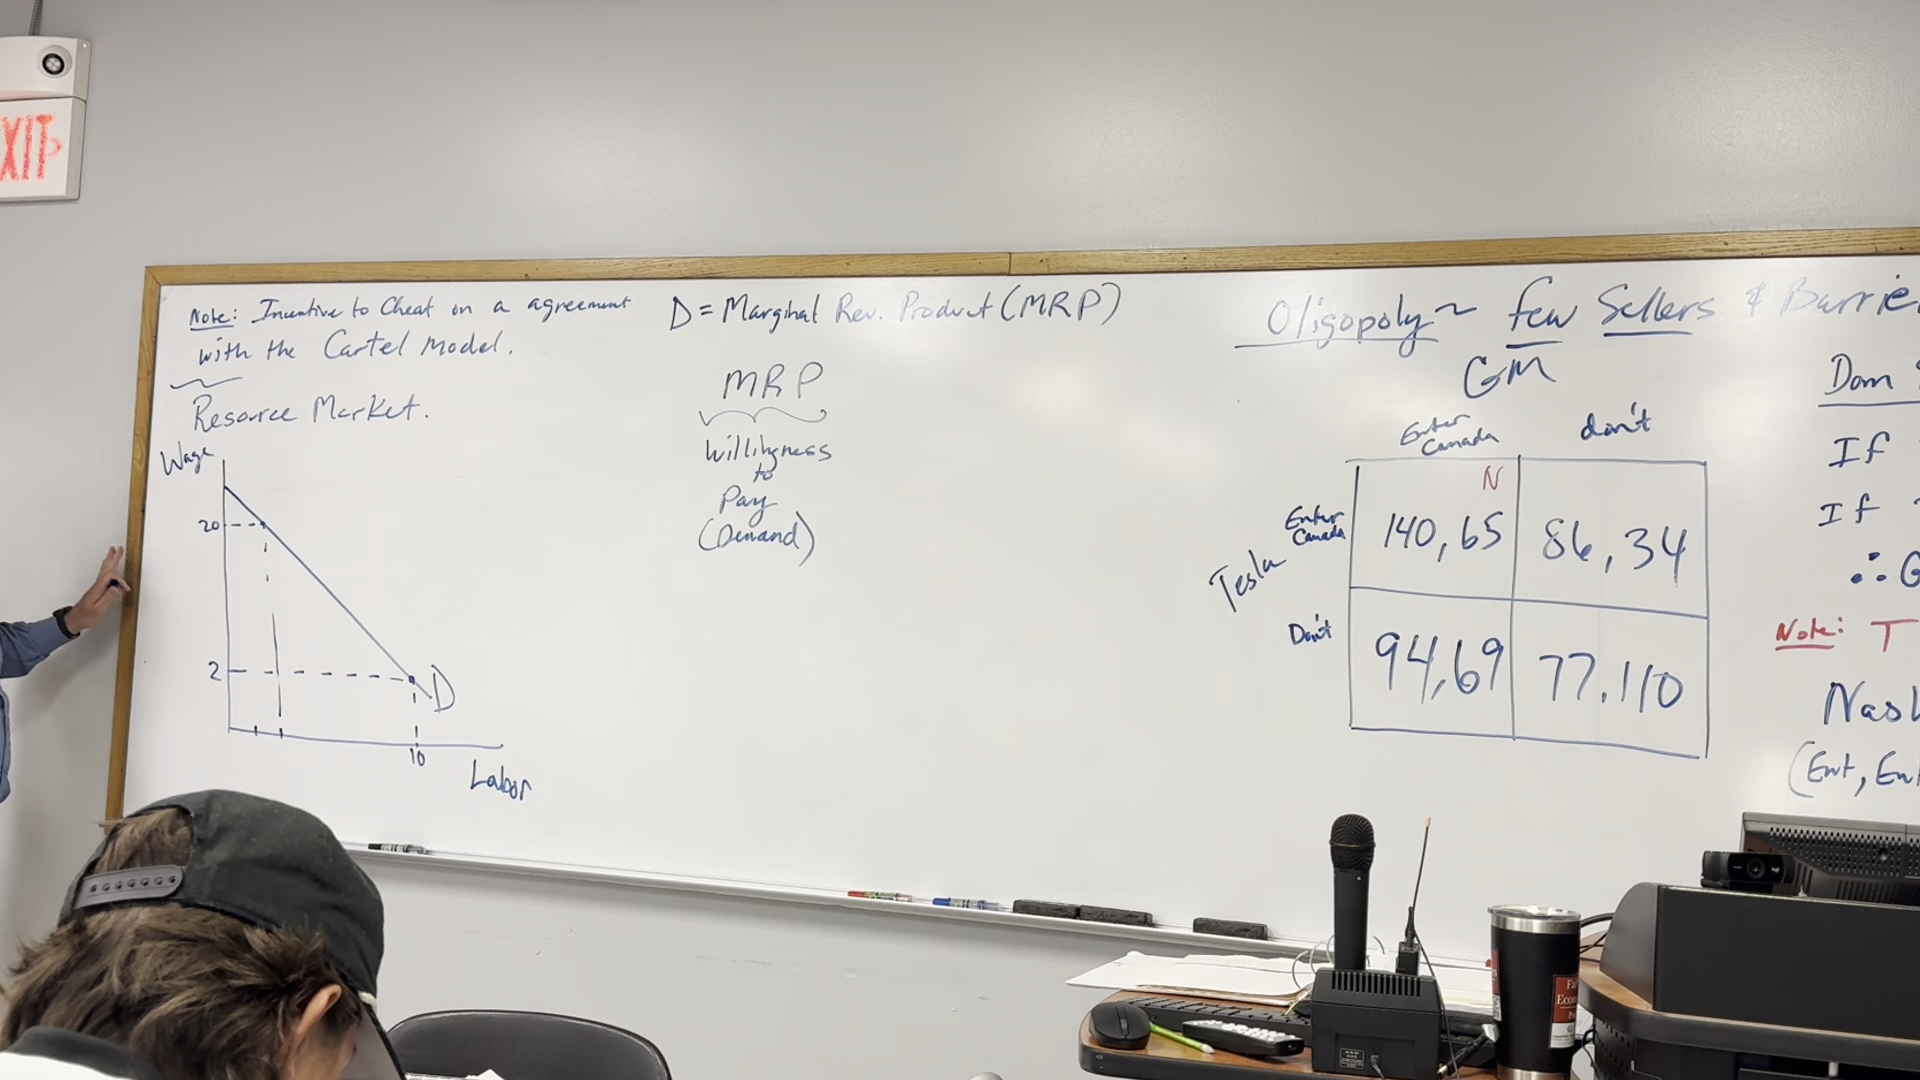 EXIT
Note: Incentive to Cheat on a agreement
with the Cartel Model.
Resource Market.
Wage
20
2
D
10
Labor
D = Marginal Rev. Product (MRP)
MRP
Willingness
to
Pay
(Demand)
Oligopoly ~ few Sellers & Barrie
GM
Enter
Canada
don't
Tesla
Enter
Canada
N
140,65
86,34
Don't
94,69
77.110
Dom
If
If
∴ G
Note: T
Nash
(Ent, Ent